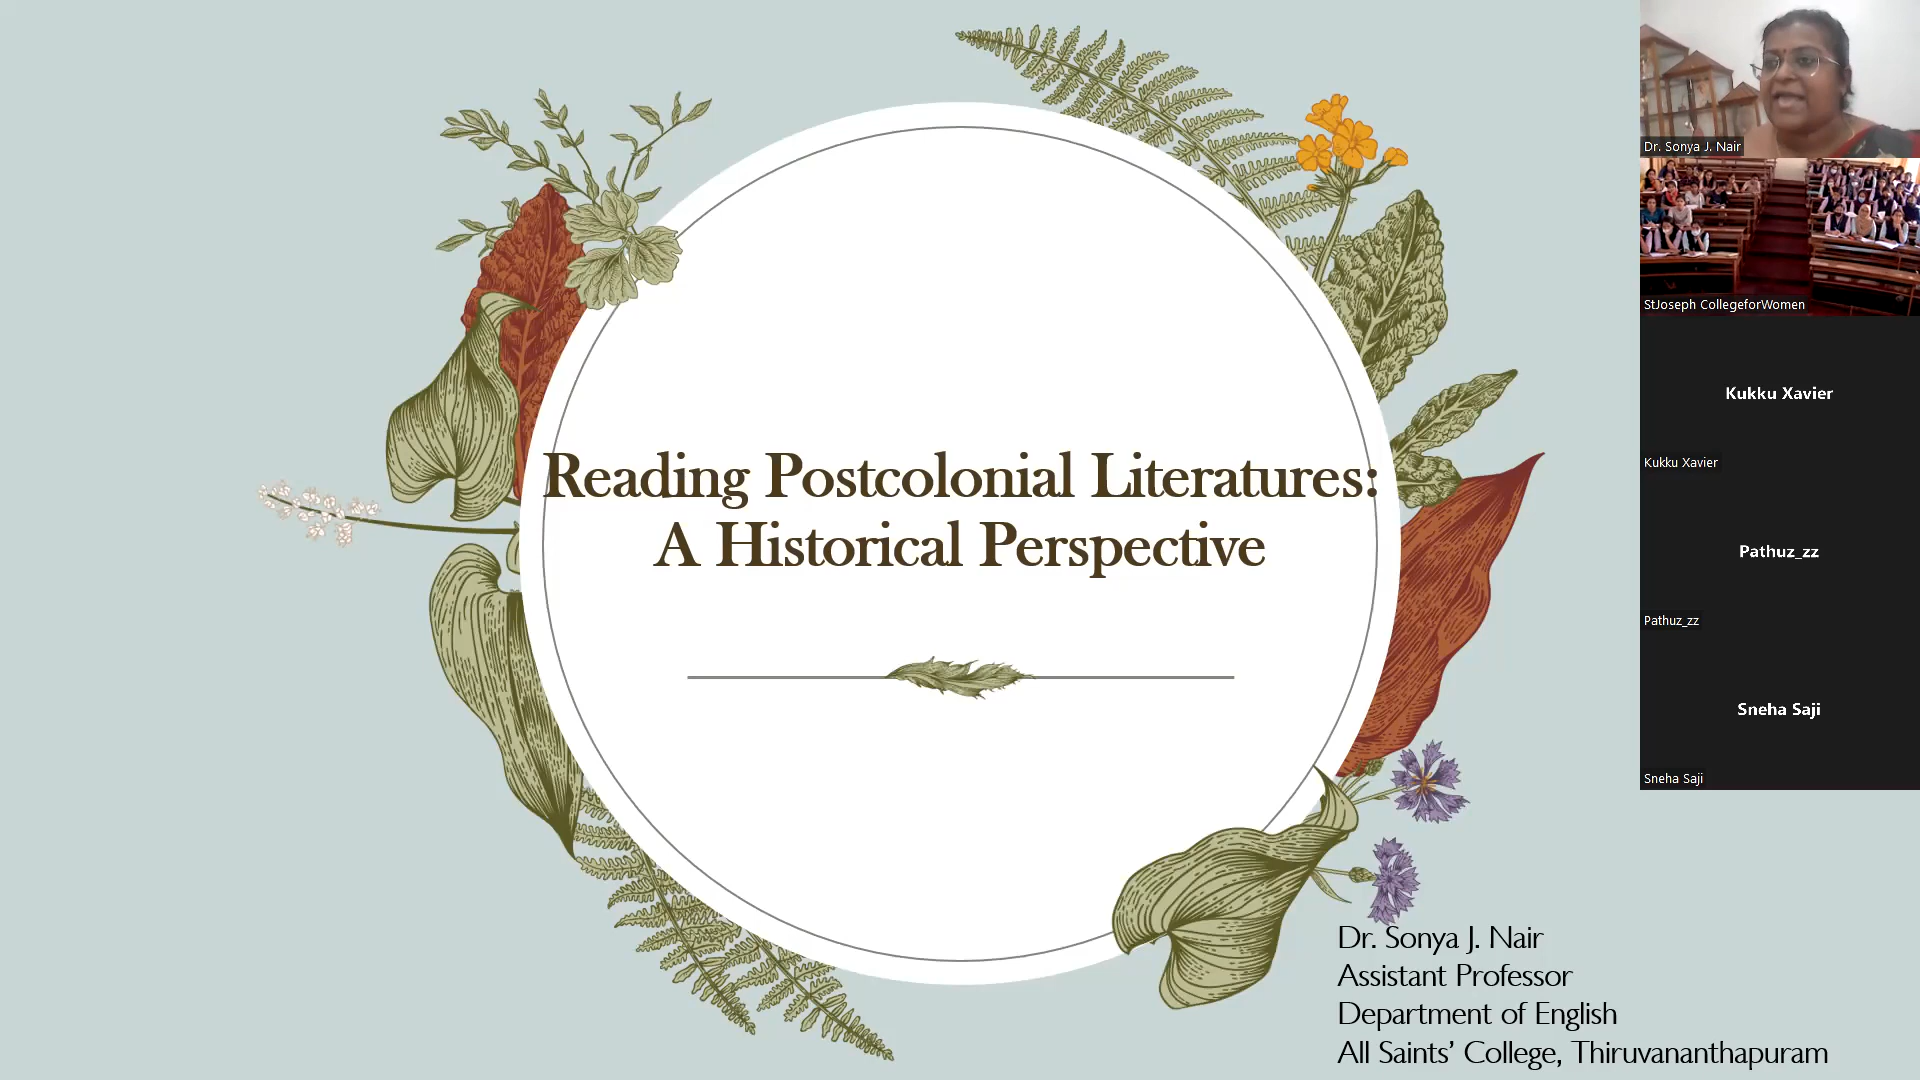 Reading Postcolonial Literatures:
A Historical Perspective
Dr. Sonya J. Nair
Assistant Professor
Department of English
All Saints’ College, Thiruvananthapuram
Dr. Sonya J. Nair
StJoseph CollegeforWomen
Kukku Xavier
Kukku Xavier
Pathuz_zz
Pathuz_zz
Sneha Saji
Sneha Saji